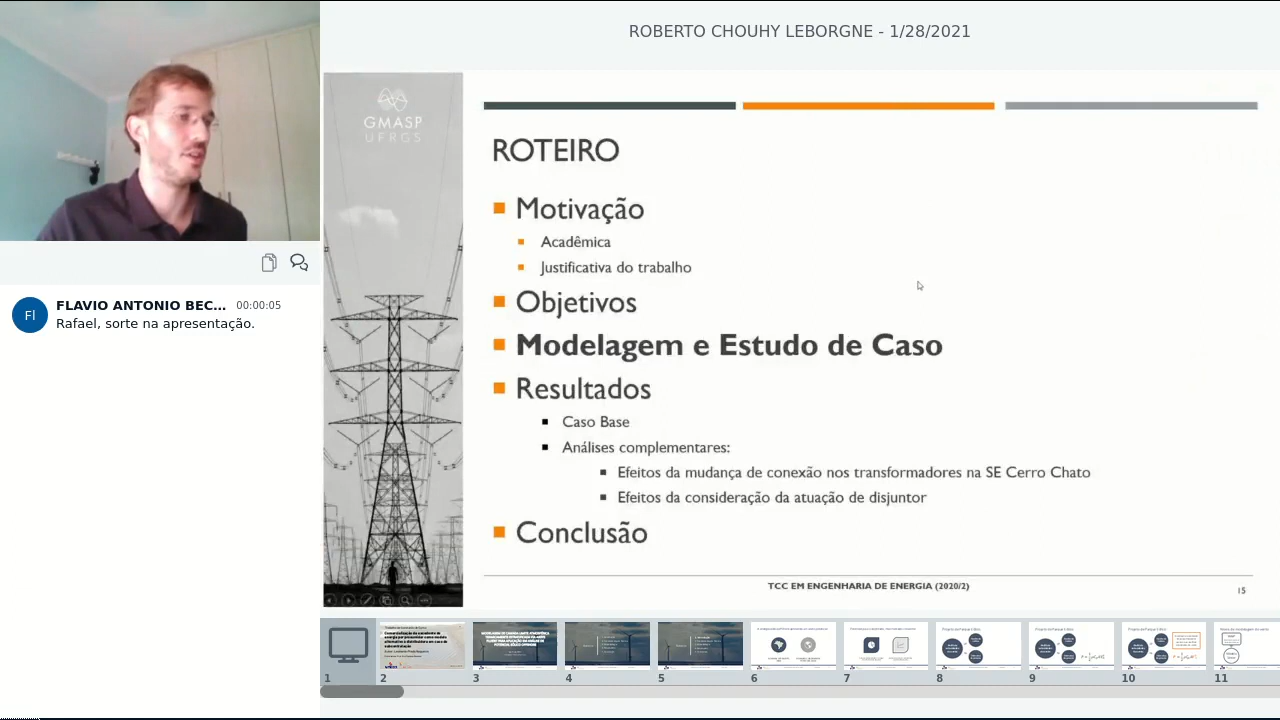 ROBERTO CHOUHY LEBORGNE - 1/28/2021
GMASP
UFRGS
ROTEIRO
Motivação
Acadêmica
Justificativa do trabalho
Objetivos
Modelagem e Estudo de Caso
Resultados
Caso Base
Análises complementares:
Efeitos da mudança de conexão nos transformadores na SE Cerro Chato
Efeitos da consideração da atuação de disjuntor
Conclusão
TCC EM ENGENHARIA DE ENERGIA (2020/2)
15
Fl
FLAVIO ANTONIO BEC... 00:00:05
Rafael, sorte na apresentação.
1 2 3 4 5 6 7 8 9 10 11